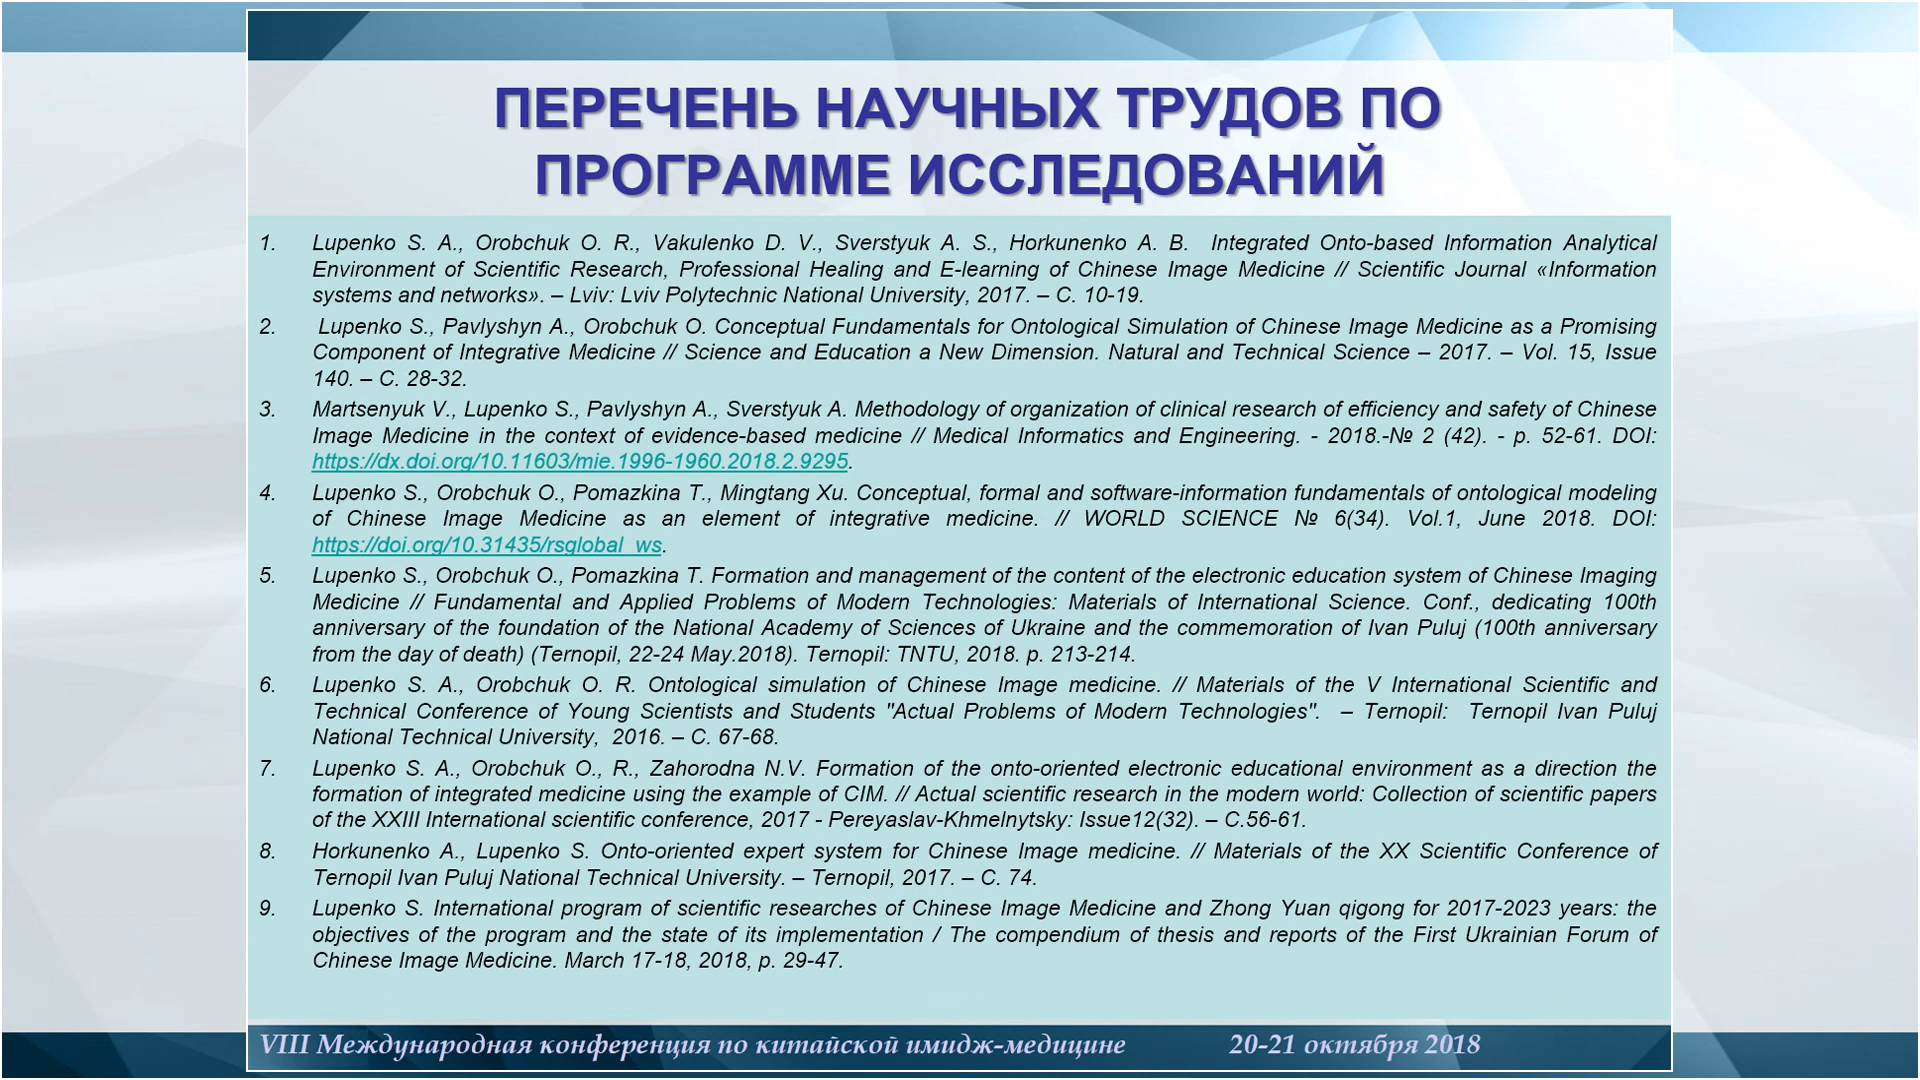 ПЕРЕЧЕНЬ НАУЧНЫХ ТРУДОВ ПО
ПРОГРАММЕ ИССЛЕДОВАНИЙ
1. Lupenko S. A., Orobchuk O. R., Vakulenko D. V., Sverstyuk A. S., Horkunenko A. B. Integrated Onto-based Information Analytical
Environment of Scientific Research, Professional Healing and E-learning of Chinese Image Medicine // Scientific Journal «Information
systems and networks». – Lviv: Lviv Polytechnic National University, 2017. – C. 10-19.
2. Lupenko S., Pavlyshyn A., Orobchuk O. Conceptual Fundamentals for Ontological Simulation of Chinese Image Medicine as a Promising
Component of Integrative Medicine // Science and Education a New Dimension. Natural and Technical Science – 2017. – Vol. 15, Issue
140. – C. 28-32.
3. Martsenyuk V., Lupenko S., Pavlyshyn A., Sverstyuk A. Methodology of organization of clinical research of efficiency and safety of Chinese
Image Medicine in the context of evidence-based medicine // Medical Informatics and Engineering. - 2018.-№ 2 (42). - p. 52-61. DOI:
https://dx.doi.org/10.11603/mie.1996-1960.2018.2.9295.
4. Lupenko S., Orobchuk O., Pomazkina T., Mingtang Xu. Conceptual, formal and software-information fundamentals of ontological modeling
of Chinese Image Medicine as an element of integrative medicine. // WORLD SCIENCE № 6(34). Vol.1, June 2018. DOI:
https://doi.org/10.31435/rsglobal_ws.
5. Lupenko S., Orobchuk O., Pomazkina T. Formation and management of the content of the electronic education system of Chinese Imaging
Medicine // Fundamental and Applied Problems of Modern Technologies: Materials of International Science. Conf., dedicating 100th
anniversary of the foundation of the National Academy of Sciences of Ukraine and the commemoration of Ivan Puluj (100th anniversary
from the day of death) (Ternopil, 22-24 May.2018). Ternopil: TNTU, 2018. p. 213-214.
6. Lupenko S. A., Orobchuk O. R. Ontological simulation of Chinese Image medicine. // Materials of the V International Scientific and
Technical Conference of Young Scientists and Students "Actual Problems of Modern Technologies". – Ternopil: Ternopil Ivan Puluj
National Technical University, 2016. – C. 67-68.
7. Lupenko S. A., Orobchuk O., R., Zahorodna N.V. Formation of the onto-oriented electronic educational environment as a direction the
formation of integrated medicine using the example of CIM. // Actual scientific research in the modern world: Collection of scientific papers
of the XXIII International scientific conference, 2017 - Pereyaslav-Khmelnytsky: Issue12(32). – C.56-61.
8. Horkunenko A., Lupenko S. Onto-oriented expert system for Chinese Image medicine. // Materials of the XX Scientific Conference of
Ternopil Ivan Puluj National Technical University. – Ternopil, 2017. – C. 74.
9. Lupenko S. International program of scientific researches of Chinese Image Medicine and Zhong Yuan qigong for 2017-2023 years: the
objectives of the program and the state of its implementation / The compendium of thesis and reports of the First Ukrainian Forum of
Chinese Image Medicine. March 17-18, 2018, p. 29-47.
VIII Международная конференция по китайской имидж-медицине 20-21 октября 2018